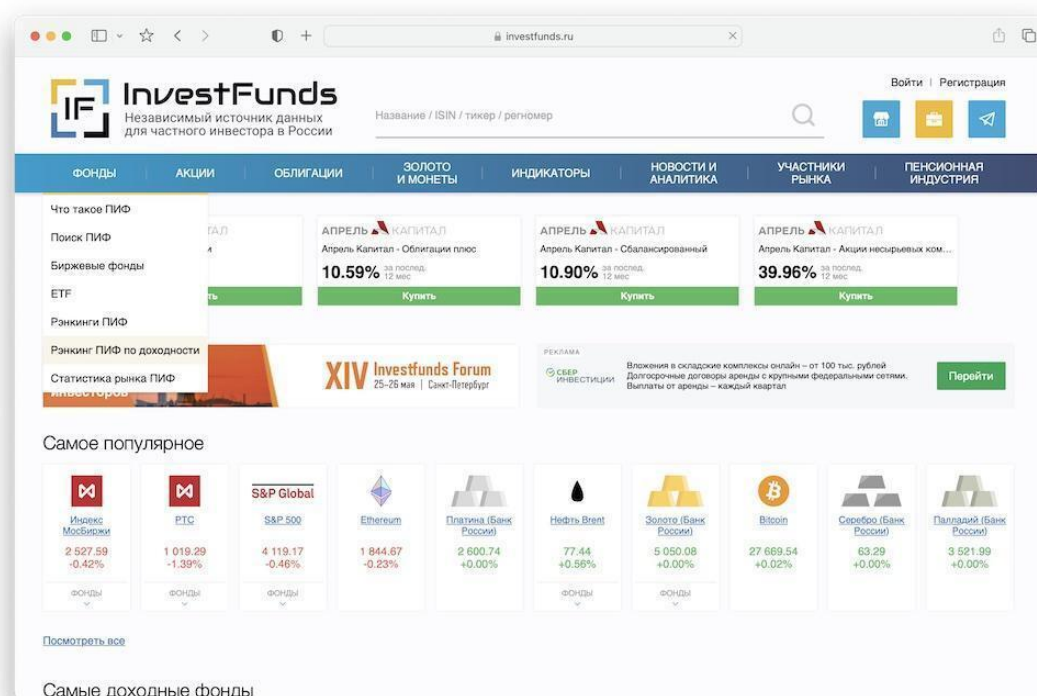 investfunds.ru
Войти | Регистрация
IF InvestFunds
Независимый источник данных
для частного инвестора в России
Название / ISIN / тикер / регномер
ФОНДЫ
АКЦИИ
ОБЛИГАЦИИ
ЗОЛОТО
И МОНЕТЫ
ИНДИКАТОРЫ
НОВОСТИ И
АНАЛИТИКА
УЧАСТНИКИ
РЫНКА
ПЕНСИОННАЯ
ИНДУСТРИЯ
Что такое ПИФ
Поиск ПИФ
Биржевые фонды
ETF
Рэнкинги ПИФ
Рэнкинг ПИФ по доходности
Статистика рынка ПИФ
АПРЕЛЬ КАПИТАЛ
Апрель Капитал - Облигации плюс
10.59% за послед.
12 мес
Купить
АПРЕЛЬ КАПИТАЛ
Апрель Капитал - Сбалансированный
10.90% за послед.
12 мес
Купить
АПРЕЛЬ КАПИТАЛ
Апрель Капитал - Акции несырьевых ком...
39.96% за послед.
12 мес
Купить
инвесторов
XIV Investfunds Forum
25–26 мая | Санкт-Петербург
РЕКЛАМА
СБЕР
ИНВЕСТИЦИИ
Вложения в складские комплексы онлайн – от 100 тыс. рублей
Долгосрочные договоры аренды с крупными федеральными сетями.
Выплаты от аренды – каждый квартал
Перейти
Самое популярное
Индекс
МосБиржи
2 527.59
-0.42%
ФОНДЫ
РТС
1 019.29
-1.39%
ФОНДЫ
S&P Global
S&P 500
4 119.17
-0.46%
ФОНДЫ
Ethereum
1 844.67
-0.23%
Платина (Банк
России)
2 600.74
+0.00%
Нефть Brent
77.44
+0.56%
ФОНДЫ
Золото (Банк
России)
5 050.08
+0.00%
ФОНДЫ
Bitcoin
27 669.54
+0.02%
Серебро (Банк
России)
63.29
+0.00%
Палладий (Банк
России)
3 521.99
+0.00%
Посмотреть все
Самые доходные фонды